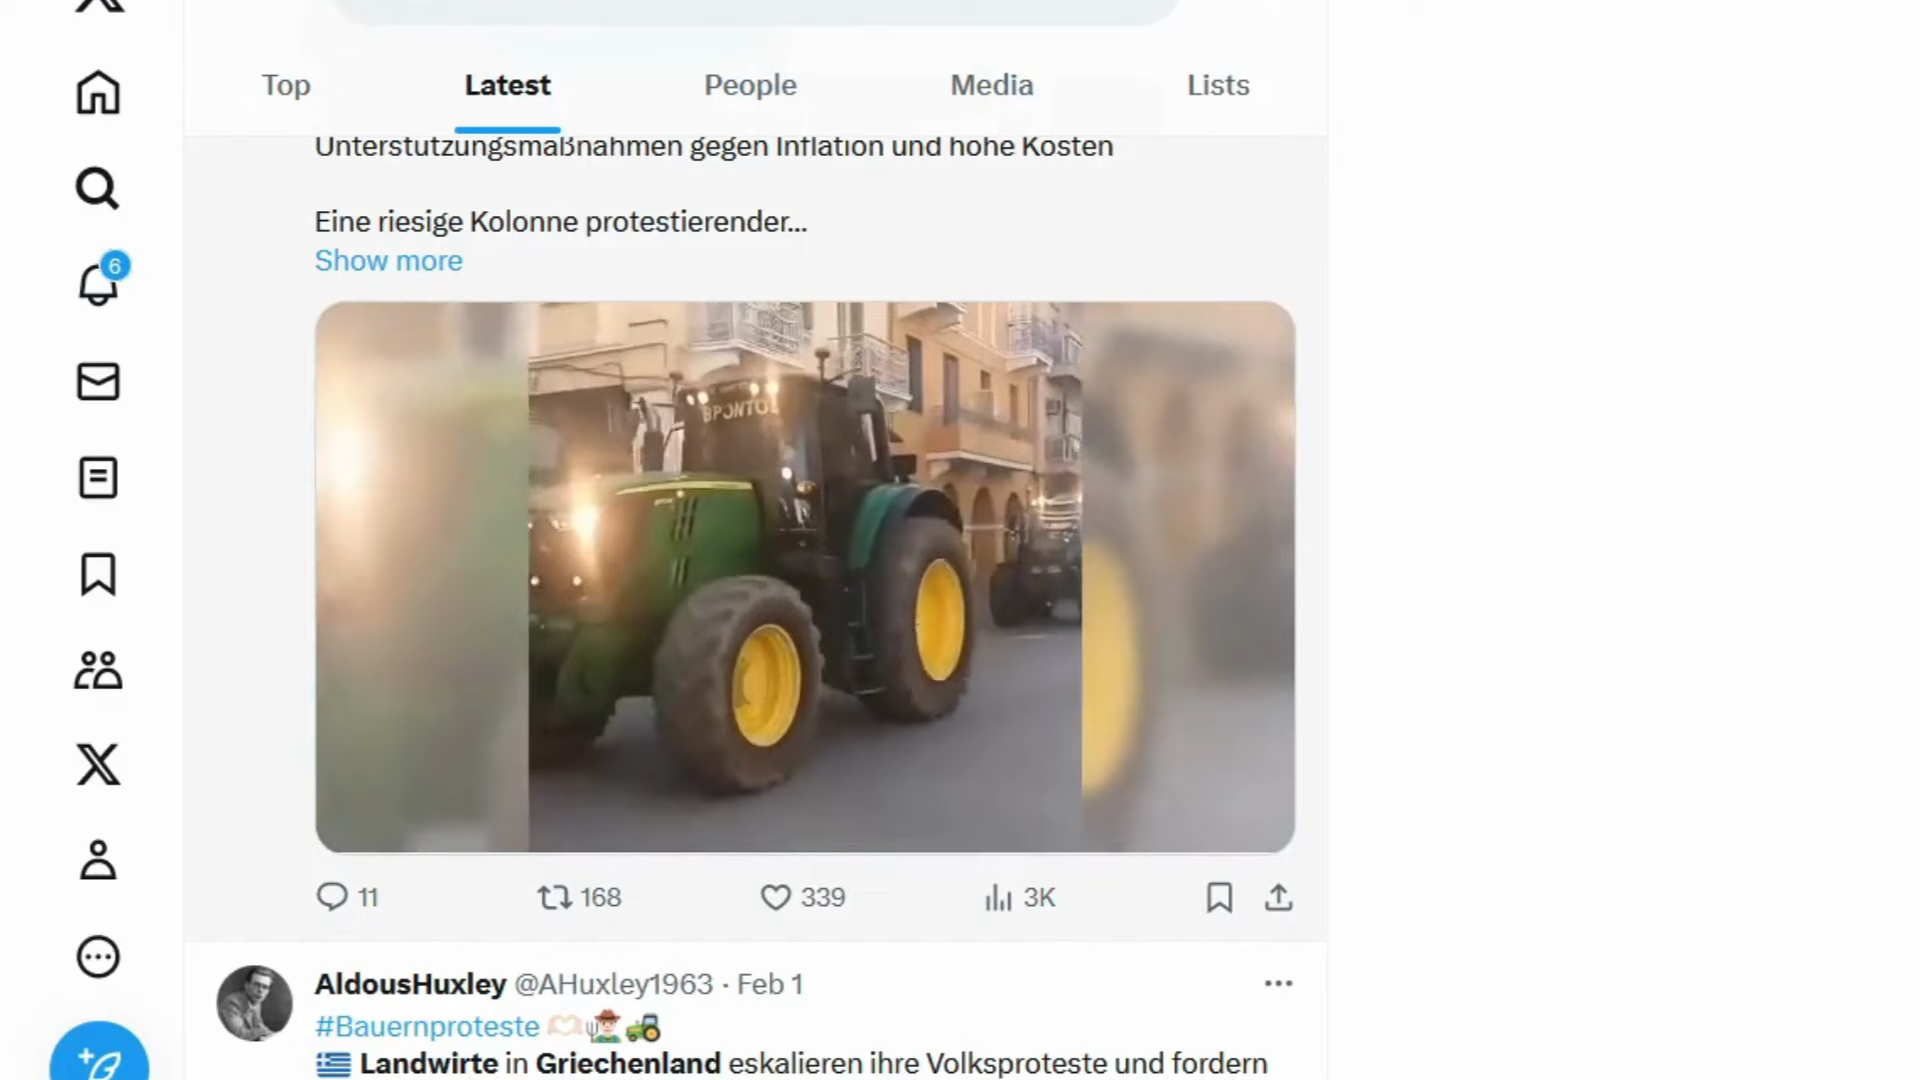 Top
Latest
People
Media
Lists
Unterstützungsmaßnahmen gegen Inflation und hohe Kosten
Eine riesige Kolonne protestierender...
Show more
6
11
168
339
3K
AldousHuxley @AHuxley1963 · Feb 1
#Bauernproteste
Landwirte in Griechenland eskalieren ihre Volksproteste und fordern